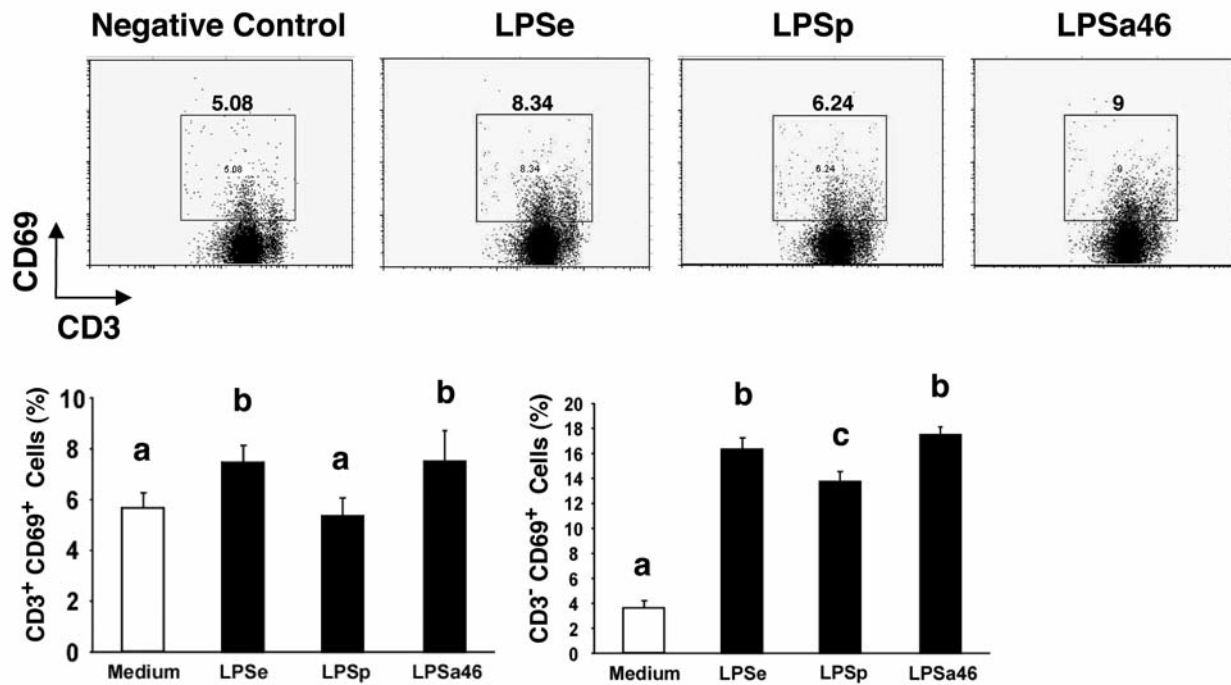 Negative Control LPSe LPSp LPSa46
5.08 8.34 6.24 9
5.08 8.34 6.24 9
CD69
CD3
CD3⁺ CD69⁺ Cells (%)
10
8
6
4
2
0
a b a b
Medium LPSe LPSp LPSa46
CD3⁻ CD69⁺ Cells (%)
20
18
16
14
12
10
8
6
4
2
0
a b c b
Medium LPSe LPSp LPSa46